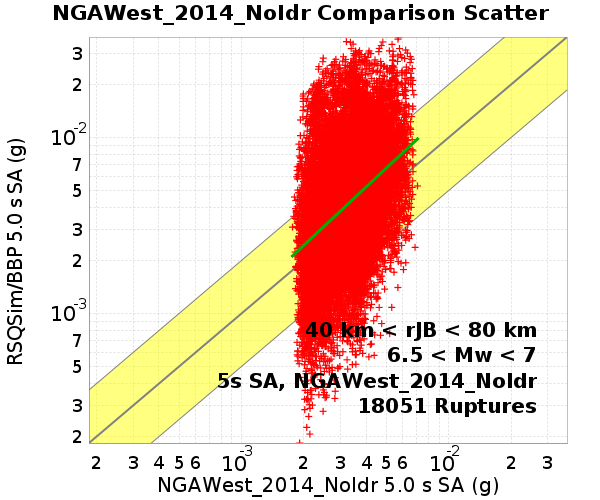 NGAWest_2014_NoIdr Comparison Scatter
RSQSim/BBP 5.0 s SA (g)
3
2
10-2
7
5
3
2
10-3
7
5
3
2
40 km < rJB < 80 km
6.5 < Mw < 7
5s SA, NGAWest_2014_NoIdr
18051 Ruptures
2 3 4 5 6 10-3 2 3 4 5 6 10-2 2 3
NGAWest_2014_NoIdr 5.0 s SA (g)